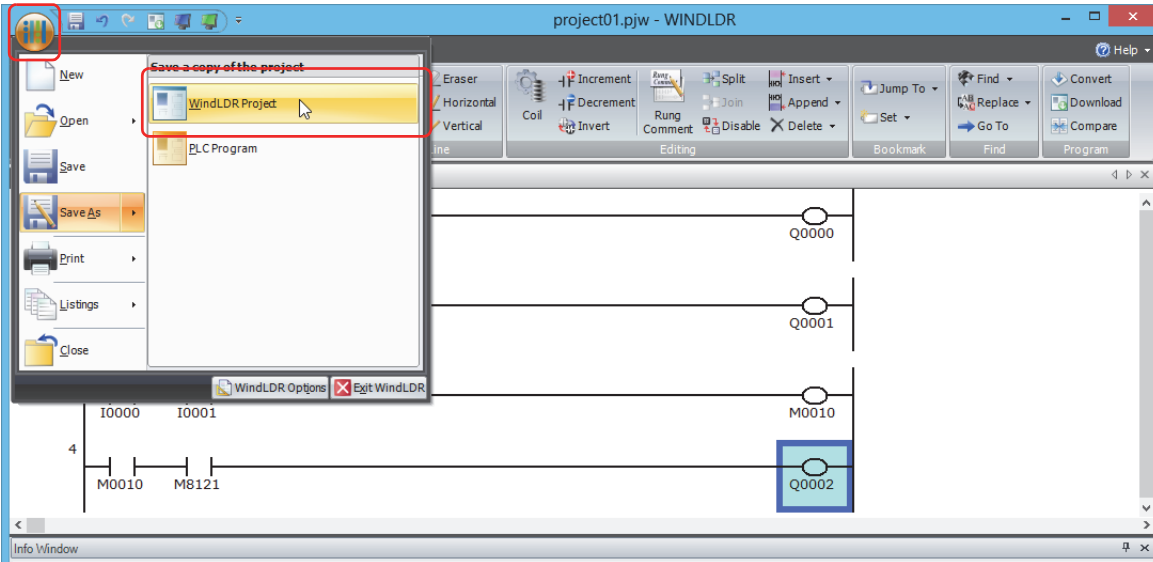 project01.pjw - WINDLDR
Help
New
Open
Save
Save As
Print
Listings
Close
Save a copy of the project
WindLDR Project
PLC Program
WindLDR Options
Exit WindLDR
Eraser
Horizontal
Vertical
ine
Coil
Increment
Decrement
Invert
Rung
Comment
Split
Join
Disable
Insert
Append
Delete
Editing
Jump To
Set
Bookmark
Find
Replace
Go To
Find
Convert
Download
Compare
Program
Q0000
Q0001
I0000 I0001 M0010
4
M0010 M8121 Q0002
Info Window